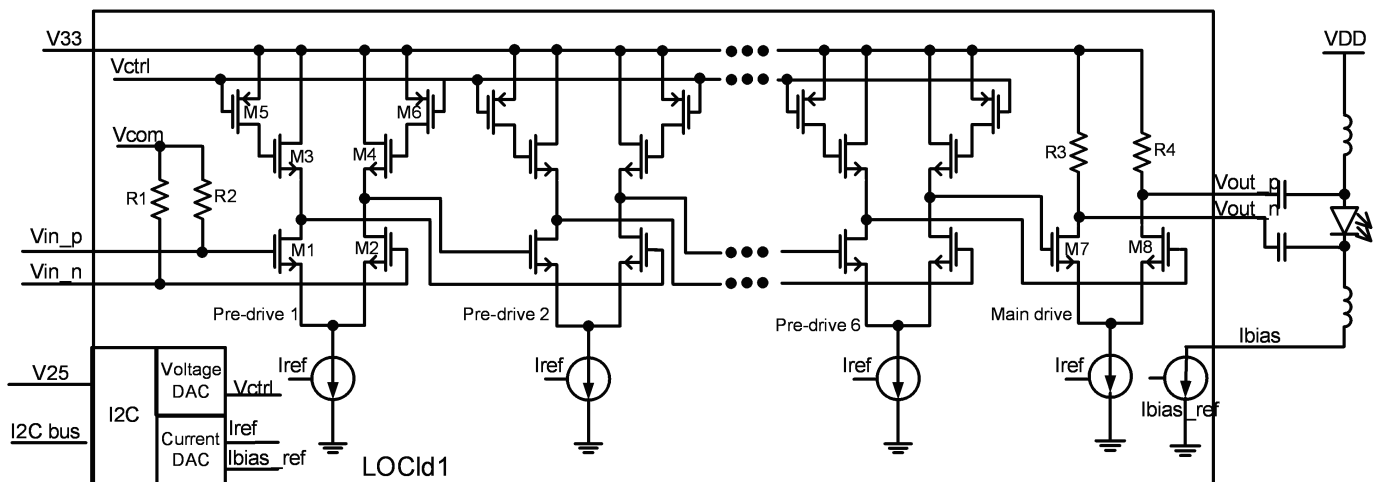 V33
VDD
Vctrl
M5
M6
Vcom
M3
M4
R3
R4
R1
R2
Vout_p
Vout_n
Vin_p
M1
M2
M7
M8
Vin_n
Pre-drive 1
Pre-drive 2
Pre-drive 6
Main drive
Ibias
Iref
Iref
Iref
Iref
Ibias_ref
V25
I2C bus
I2C
Voltage
DAC
Vctrl
Current
DAC
Iref
Ibias_ref
LOCld1